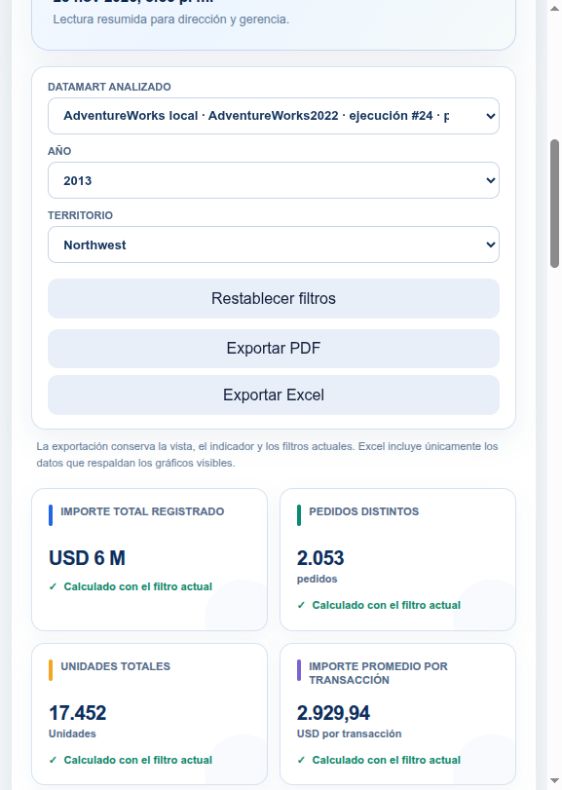 Lectura resumida para dirección y gerencia.
DATAMART ANALIZADO
AdventureWorks local · AdventureWorks2022 · ejecución #24 · p
AÑO
2013
TERRITORIO
Northwest
Restablecer filtros
Exportar PDF
Exportar Excel
La exportación conserva la vista, el indicador y los filtros actuales. Excel incluye únicamente los
datos que respaldan los gráficos visibles.
IMPORTE TOTAL REGISTRADO
USD 6 M
✓ Calculado con el filtro actual
PEDIDOS DISTINTOS
2.053
pedidos
✓ Calculado con el filtro actual
UNIDADES TOTALES
17.452
Unidades
✓ Calculado con el filtro actual
IMPORTE PROMEDIO POR
TRANSACCIÓN
2.929,94
USD por transacción
✓ Calculado con el filtro actual